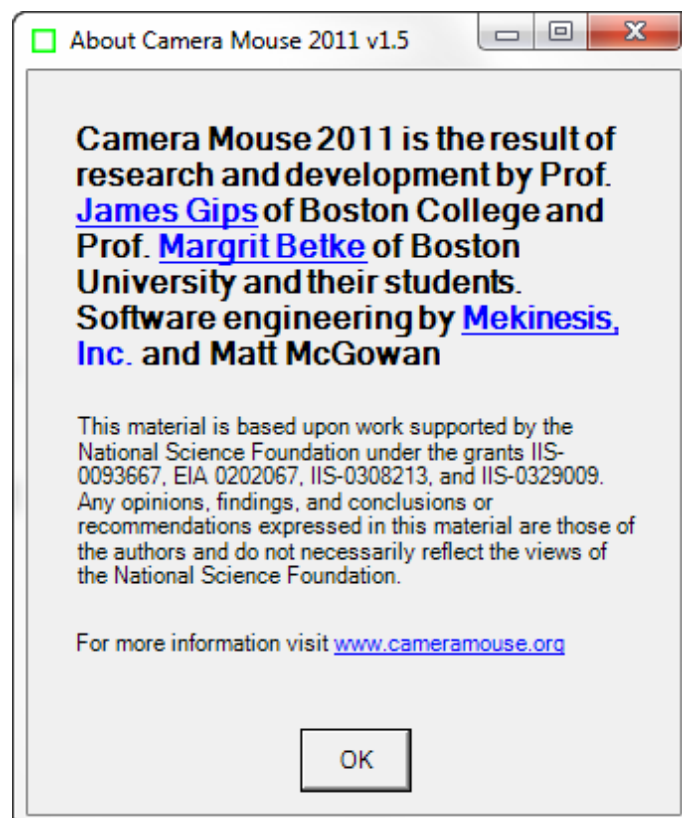 About Camera Mouse 2011 v1.5
Camera Mouse 2011 is the result of
research and development by Prof.
James Gips of Boston College and
Prof. Margrit Betke of Boston
University and their students.
Software engineering by Mekinesis,
Inc. and Matt McGowan
This material is based upon work supported by the
National Science Foundation under the grants IIS-
0093667, EIA 0202067, IIS-0308213, and IIS-0329009.
Any opinions, findings, and conclusions or
recommendations expressed in this material are those of
the authors and do not necessarily reflect the views of
the National Science Foundation.
For more information visit www.cameramouse.org
OK